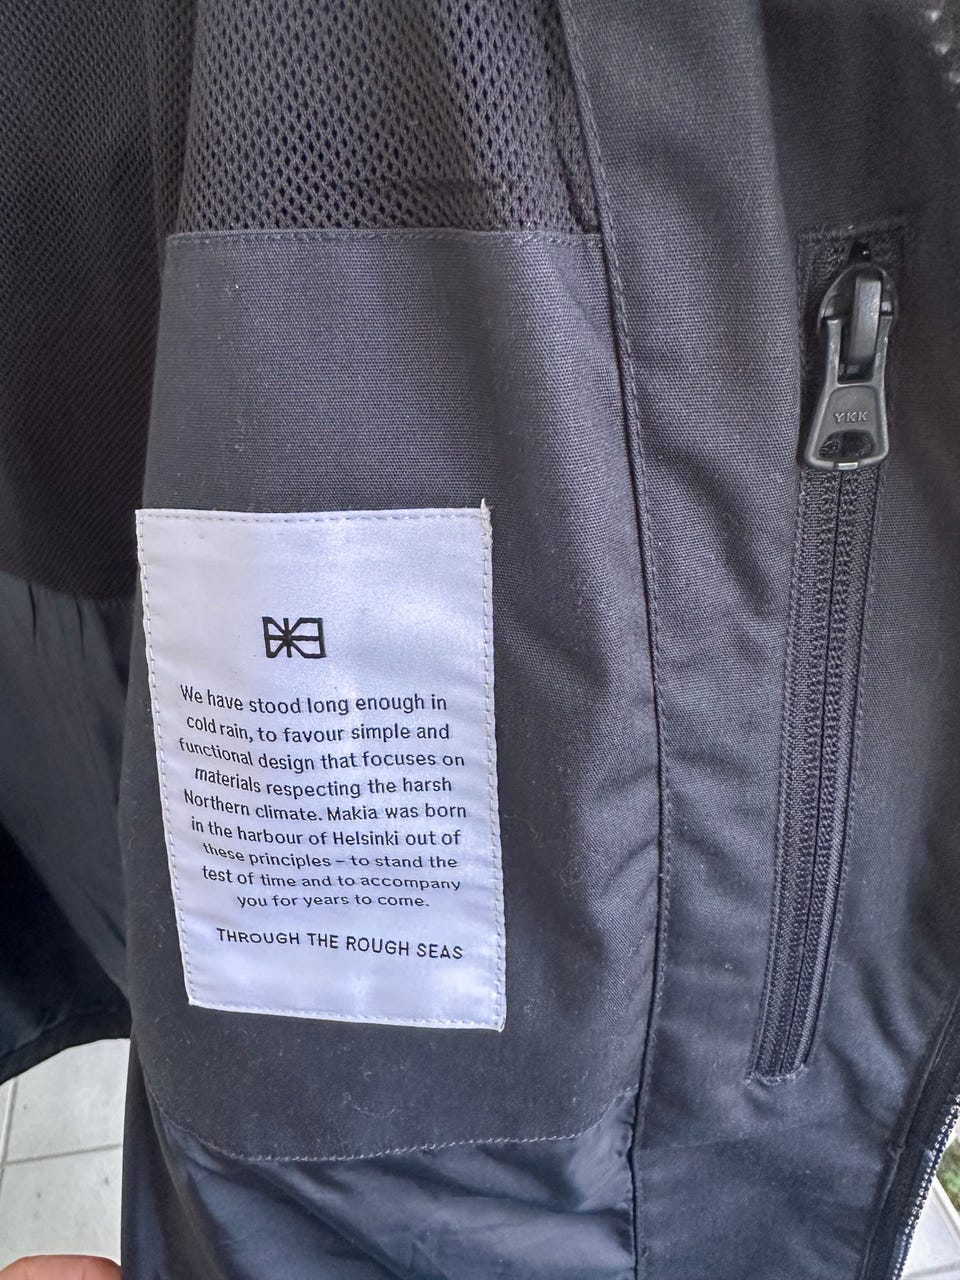 YKK
We have stood long enough in
cold rain, to favour simple and
functional design that focuses on
materials respecting the harsh
Northern climate. Makia was born
in the harbour of Helsinki out of
these principles – to stand the
test of time and to accompany
you for years to come.
THROUGH THE ROUGH SEAS